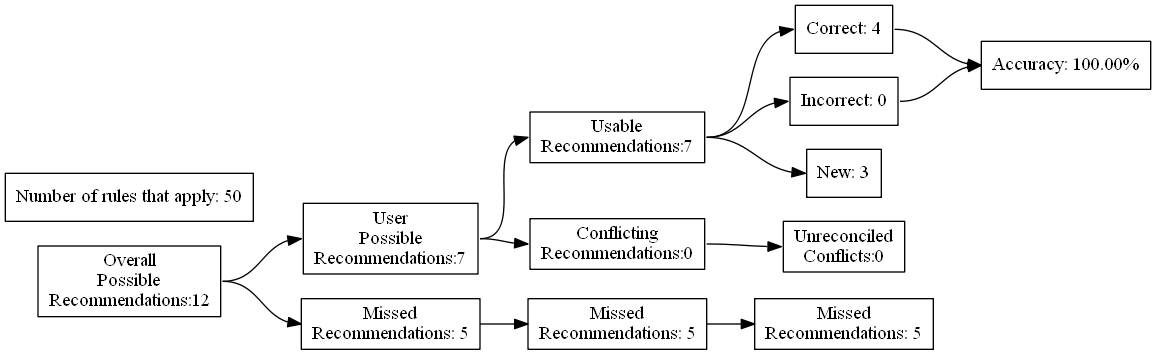 Number of rules that apply: 50
Overall
Possible
Recommendations:12
User
Possible
Recommendations:7
Missed
Recommendations: 5
Usable
Recommendations:7
Conflicting
Recommendations:0
Missed
Recommendations: 5
Correct: 4
Incorrect: 0
New: 3
Unreconciled
Conflicts:0
Missed
Recommendations: 5
Accuracy: 100.00%